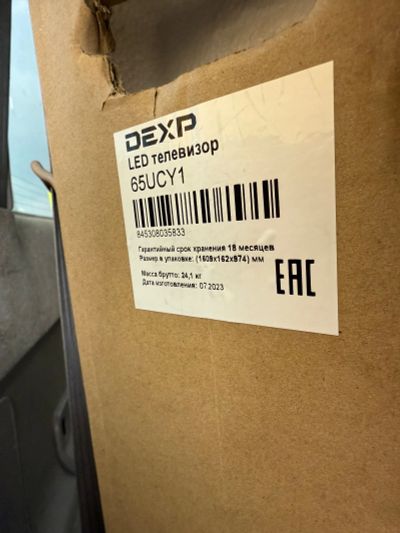 DEXP
LED телевизор
65UCY1
845308035833
Гарантийный срок хранения 18 месяцев
Размер в упаковке: (1609x162x974) мм
Масса брутто: 24,1 кг
Дата изготовления: 07.2023
EAC